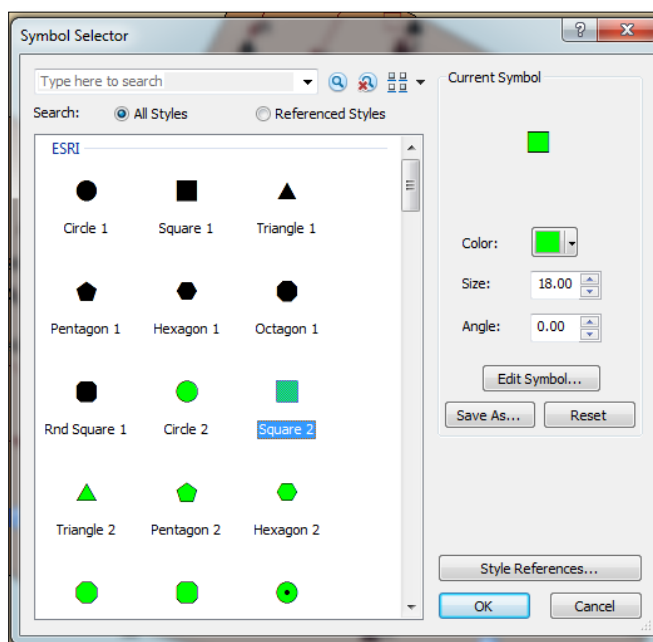 Symbol Selector
Type here to search
Search: All Styles Referenced Styles
ESRI
Circle 1 Square 1 Triangle 1
Pentagon 1 Hexagon 1 Octagon 1
Rnd Square 1 Circle 2 Square 2
Triangle 2 Pentagon 2 Hexagon 2
Current Symbol
Color:
Size: 18.00
Angle: 0.00
Edit Symbol...
Save As... Reset
Style References...
OK Cancel